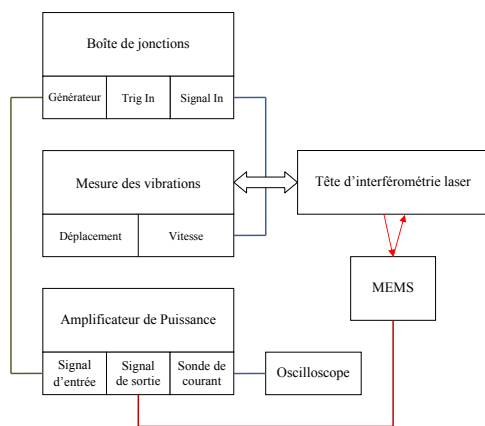 Boîte de jonctions
Générateur
Trig In
Signal In
Mesure des vibrations
Déplacement
Vitesse
Tête d'interférométrie laser
MEMS
Amplificateur de Puissance
Signal
d'entrée
Signal
de sortie
Sonde de
courant
Oscilloscope